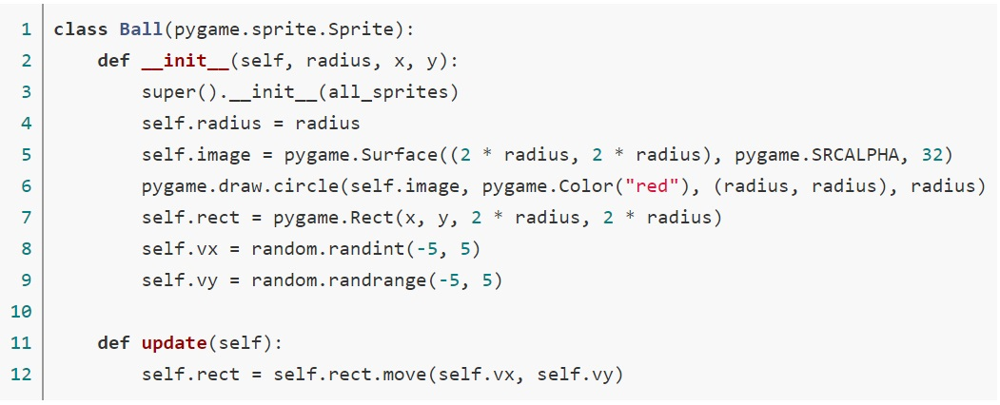 1 class Ball(pygame.sprite.Sprite):
2     def __init__(self, radius, x, y):
3         super().__init__(all_sprites)
4         self.radius = radius
5         self.image = pygame.Surface((2 * radius, 2 * radius), pygame.SRCALPHA, 32)
6         pygame.draw.circle(self.image, pygame.Color("red"), (radius, radius), radius)
7         self.rect = pygame.Rect(x, y, 2 * radius, 2 * radius)
8         self.vx = random.randint(-5, 5)
9         self.vy = random.randrange(-5, 5)
10
11     def update(self):
12         self.rect = self.rect.move(self.vx, self.vy)